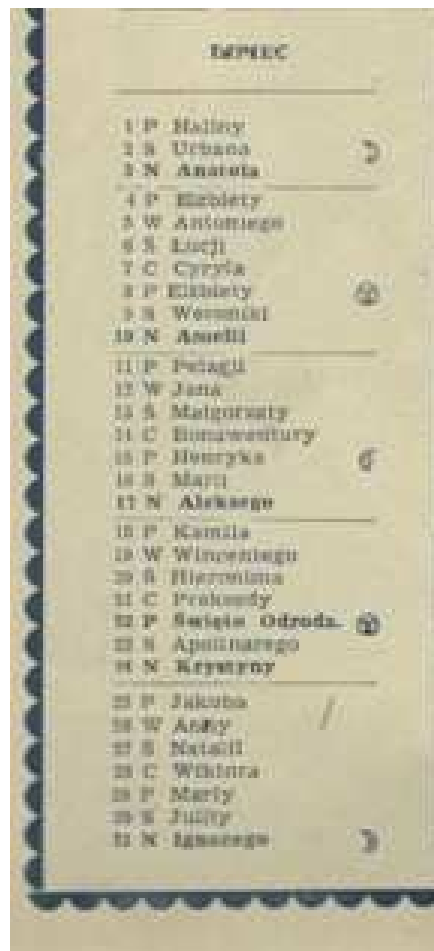 LIPIEC
1 P Haliny
2 S Urbana
3 N Anatola
4 P Elżbiety
5 W Antoniego
6 S Łucji
7 C Cyryla
8 P Elżbiety
9 S Weroniki
10 N Amelii
11 P Pelagii
12 W Jana
13 S Małgorzaty
14 C Bonawentury
15 P Henryka
16 S Marii
17 N Aleksego
18 P Kamila
19 W Wincentego
20 S Hieronima
21 C Praksedy
22 P Święto Odrodz.
23 S Apolinarego
24 N Krystyny
25 P Jakuba
26 W Anny
27 S Natalii
28 C Wiktora
29 P Marty
30 S Julity
31 N Ignacego